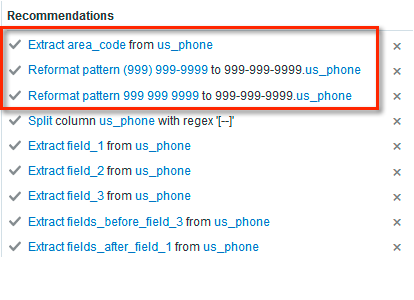 Recommendations
Extract area_code from us_phone
Reformat pattern (999) 999-9999 to 999-999-9999.us_phone
Reformat pattern 999 999 9999 to 999-999-9999.us_phone
Split column us_phone with regex '[--]'
Extract field_1 from us_phone
Extract field_2 from us_phone
Extract field_3 from us_phone
Extract fields_before_field_3 from us_phone
Extract fields_after_field_1 from us_phone